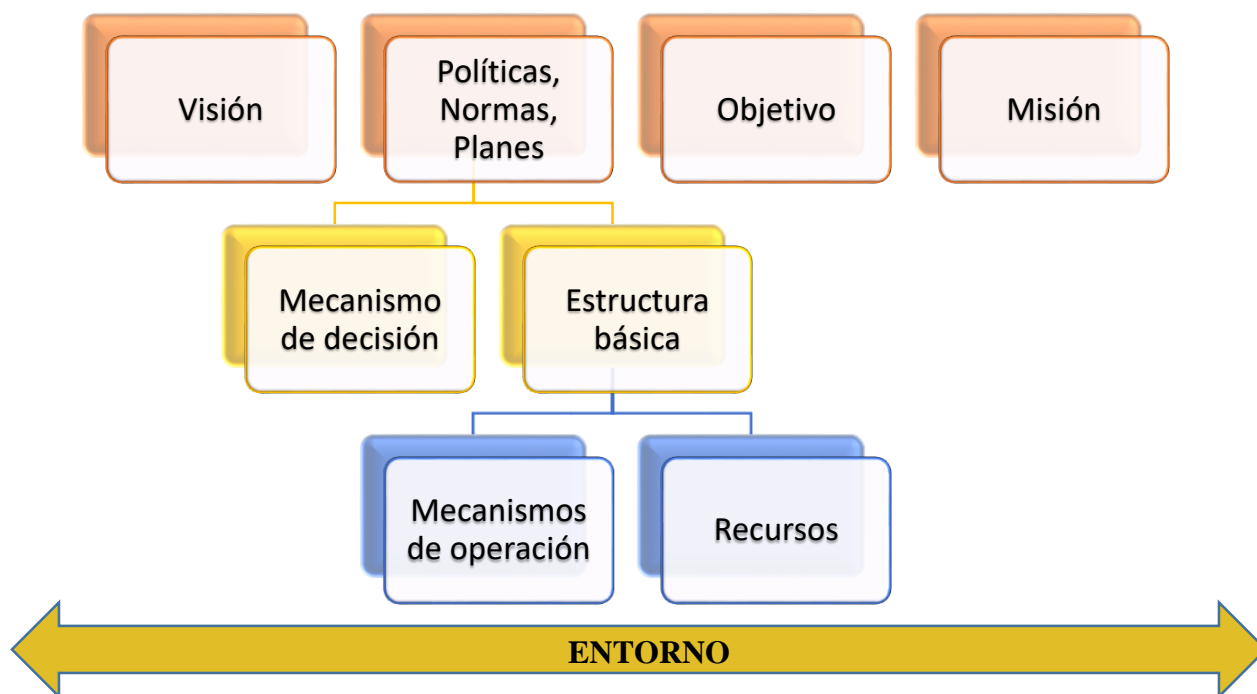 Visión
Políticas,
Normas,
Planes
Objetivo
Misión
Mecanismo
de decisión
Estructura
básica
Mecanismos
de operación
Recursos
ENTORNO